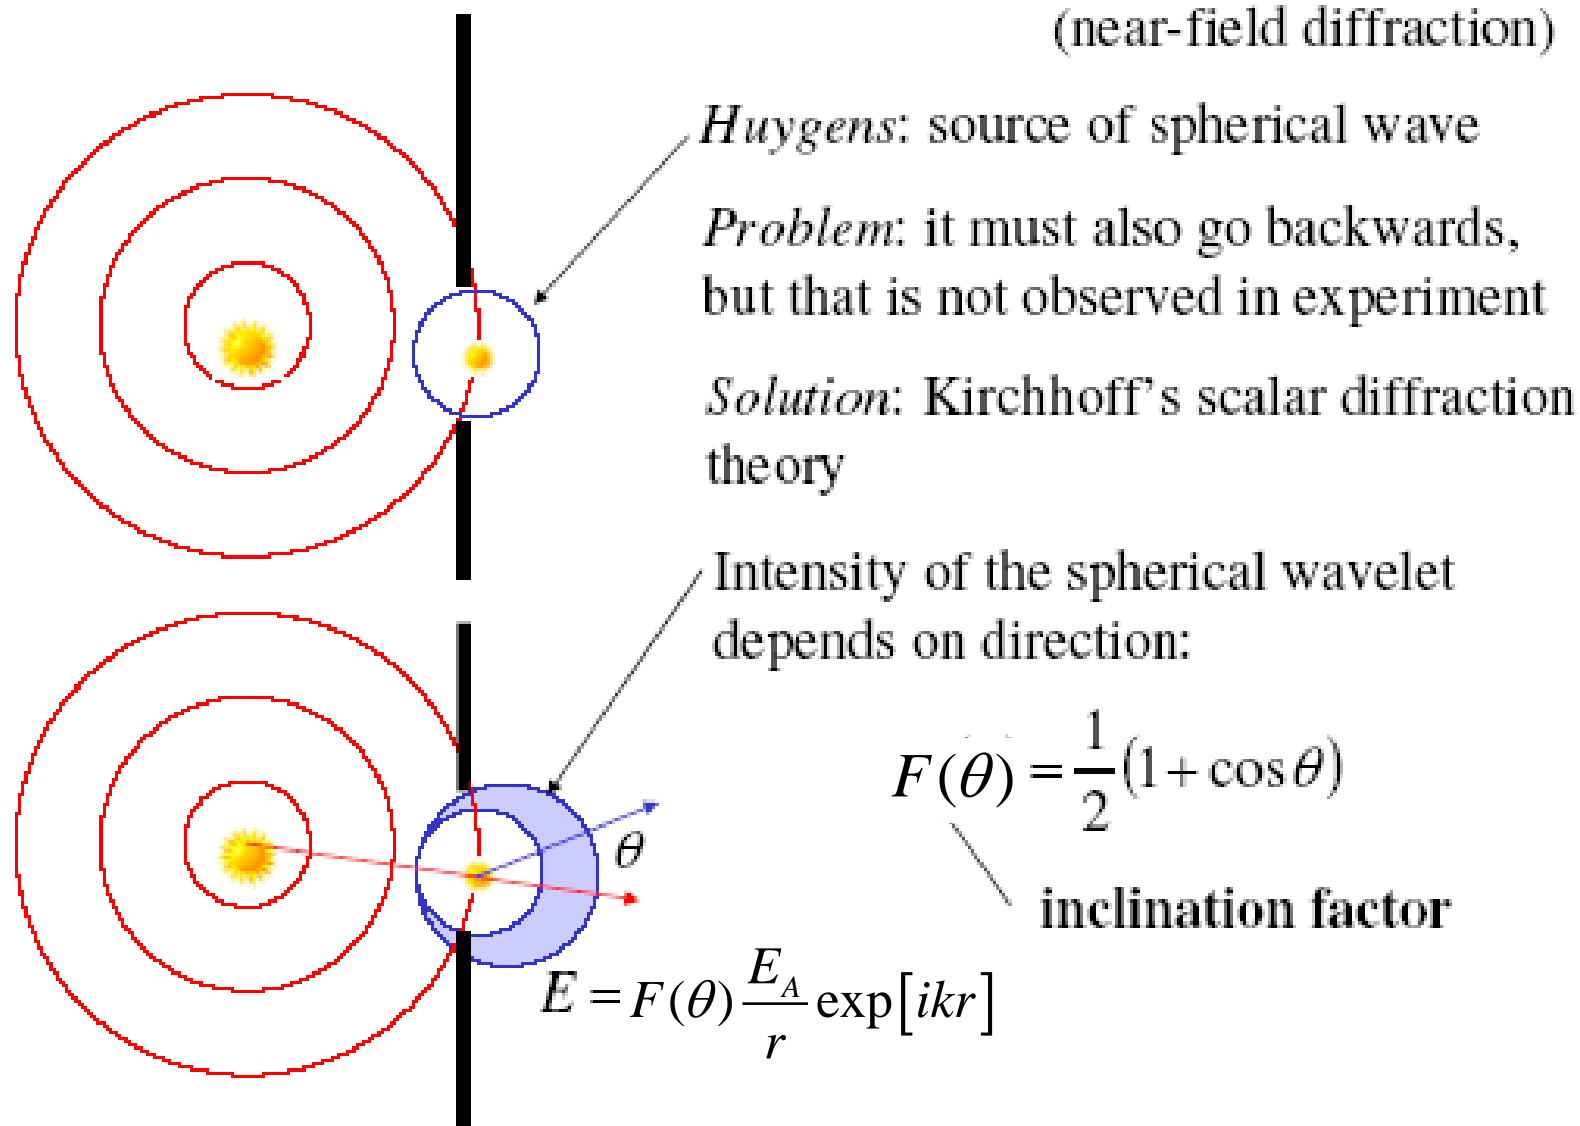 (near-field diffraction)
Huygens: source of spherical wave
Problem: it must also go backwards,
but that is not observed in experiment
Solution: Kirchhoff's scalar diffraction
theory
Intensity of the spherical wavelet
depends on direction:
F(θ) = 1/2 (1 + cos θ)
θ
inclination factor
E = F(θ) E_A/r exp[ikr]